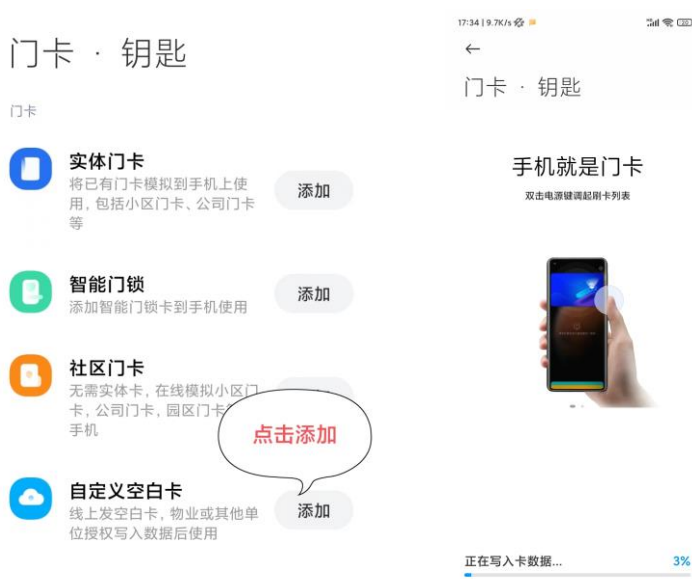 门卡 · 钥匙
门卡
实体门卡
将已有门卡模拟到手机上使
用, 包括小区门卡、公司门卡
等
添加
智能门锁
添加智能门锁卡到手机使用
添加
社区门卡
无需实体卡, 在线模拟小区门
卡, 公司门卡, 园区门卡
手机
点击添加
自定义空白卡
线上发空白卡, 物业或其他单
位授权写入数据后使用
添加
17:34 | 9.7K/s
门卡 · 钥匙
手机就是门卡
双击电源键调起刷卡列表
正在写入卡数据...
3%